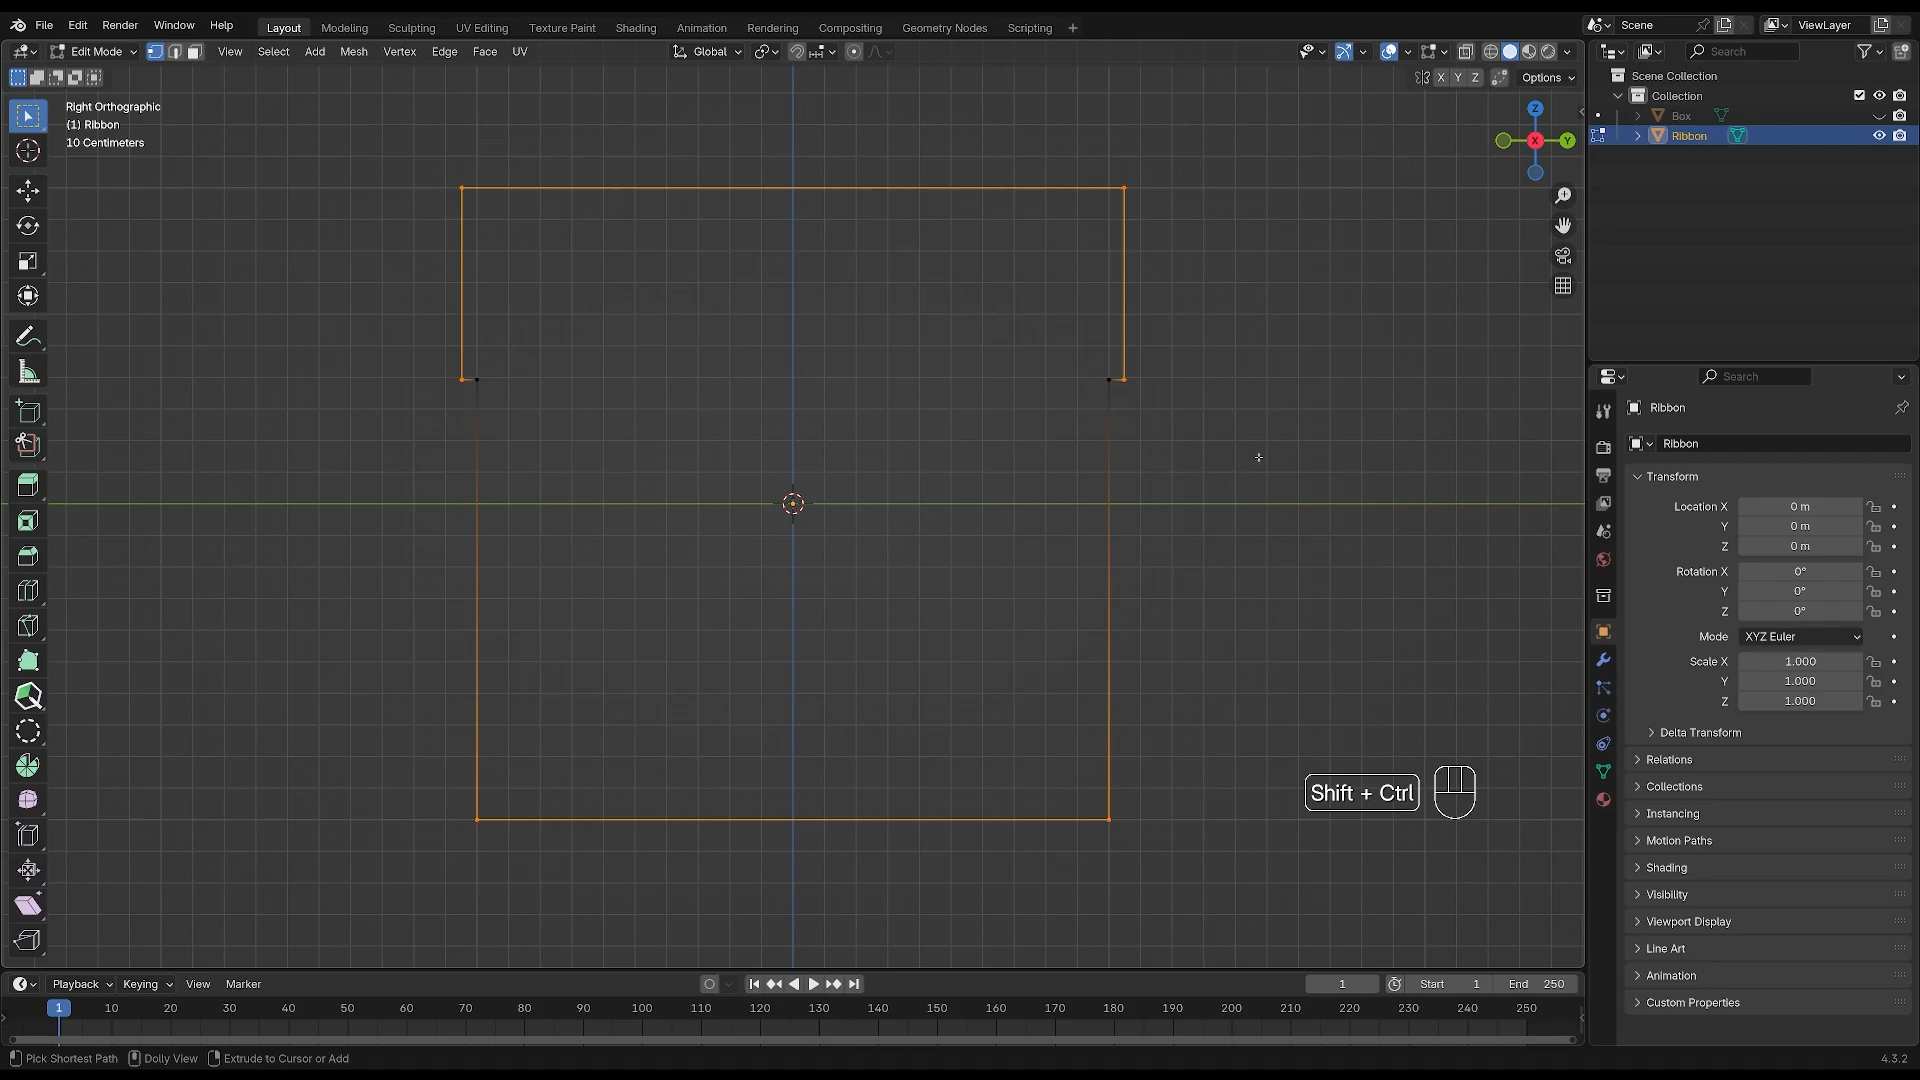 File Edit Render Window Help Layout Modeling Sculpting UV Editing Texture Paint Shading Animation Rendering Compositing Geometry Nodes Scripting + Scene ViewLayer
Edit Mode View Select Add Mesh Vertex Edge Face UV Global Search
X Y Z Options
Right Orthographic
(1) Ribbon
10 Centimeters
Z
X
Y
Scene Collection
Collection
Box
Ribbon
Search
Ribbon
Ribbon
Transform
Location X 0 m
Y 0 m
Z 0 m
Rotation X 0°
Y 0°
Z 0°
Mode XYZ Euler
Scale X 1.000
Y 1.000
Z 1.000
Delta Transform
Relations
Collections
Instancing
Motion Paths
Shading
Visibility
Viewport Display
Line Art
Animation
Custom Properties
Shift + Ctrl
Playback Keying View Marker 1 Start 1 End 250
1 10 20 30 40 50 60 70 80 90 100 110 120 130 140 150 160 170 180 190 200 210 220 230 240 250
Pick Shortest Path Dolly View Extrude to Cursor or Add 4.3.2